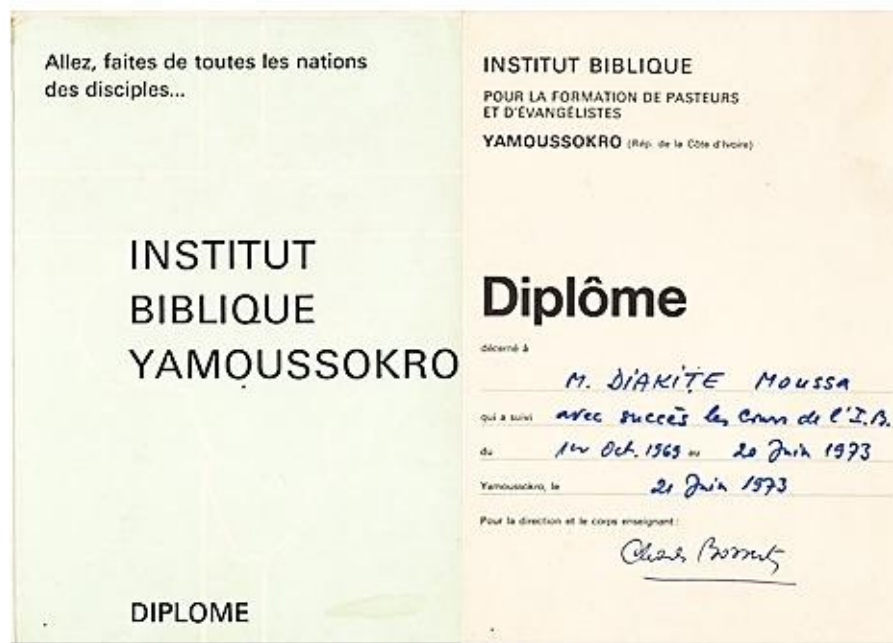 Allez, faites de toutes les nations
des disciples...
INSTITUT
BIBLIQUE
YAMOUSSOKRO
DIPLOME
INSTITUT BIBLIQUE
POUR LA FORMATION DE PASTEURS
ET D'ÉVANGÉLISTES
YAMOUSSOKRO (Rép. de la Côte d'Ivoire)
Diplôme
décerné à
M. DIAKITE Moussa
qui a suivi avec succès les cours de l'I.B.
du 1er Oct. 1969 au 20 Juin 1973
Yamoussokro, le 21 Juin 1973
Pour la direction et le corps enseignant: